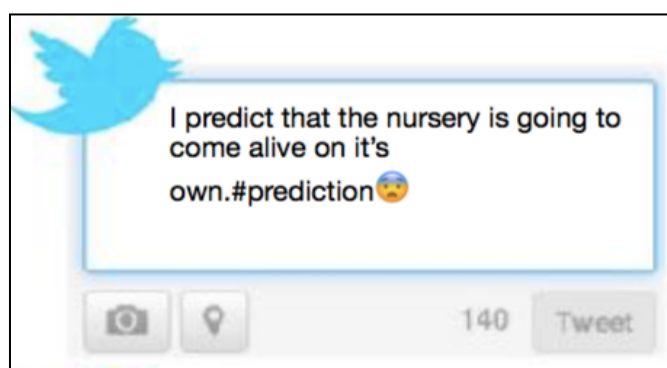 I predict that the nursery is going to
come alive on it’s
own.#prediction😨
140 Tweet